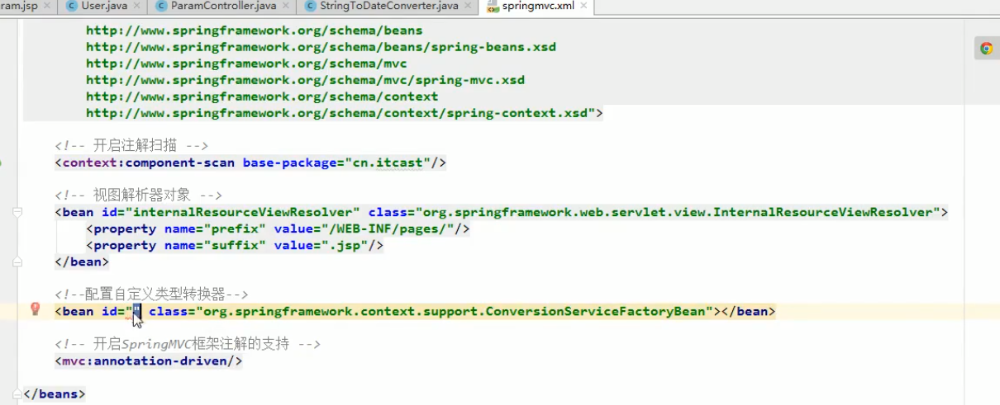 ram.jsp User.java ParamController.java StringToDateConverter.java springmvc.xml
http://www.springframework.org/schema/beans
http://www.springframework.org/schema/beans/spring-beans.xsd
http://www.springframework.org/schema/mvc
http://www.springframework.org/schema/mvc/spring-mvc.xsd
http://www.springframework.org/schema/context
http://www.springframework.org/schema/context/spring-context.xsd">
<!-- 开启注解扫描 -->
<context:component-scan base-package="cn.itcast"/>
<!-- 视图解析器对象 -->
<bean id="internalResourceViewResolver" class="org.springframework.web.servlet.view.InternalResourceViewResolver">
<property name="prefix" value="/WEB-INF/pages/"/>
<property name="suffix" value=".jsp"/>
</bean>
<!--配置自定义类型转换器-->
<bean id="" class="org.springframework.context.support.ConversionServiceFactoryBean"></bean>
<!-- 开启SpringMVC框架注解的支持 -->
<mvc:annotation-driven/>
</beans>